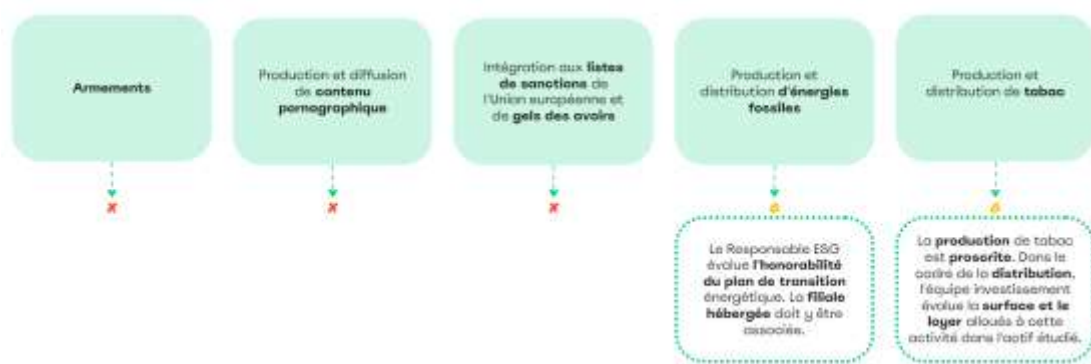 Armements
Production et diffusion
de contenu
pornographique
Intégration aux listes
de sanctions de
l'Union européenne et
de gels des avoirs
Production et
distribution d'énergies
fossiles
Production et
distribution de tabac
Le Responsable ESG
évalue l'honorabilité
du plan de transition
énergétique. La filiale
hébergée doit y être
associée.
La production de tabac
est proscrite. Dans le
cadre de la distribution,
l'équipe investissement
évalue la surface et le
loyer alloués à cette
activité dans l'actif étudié.